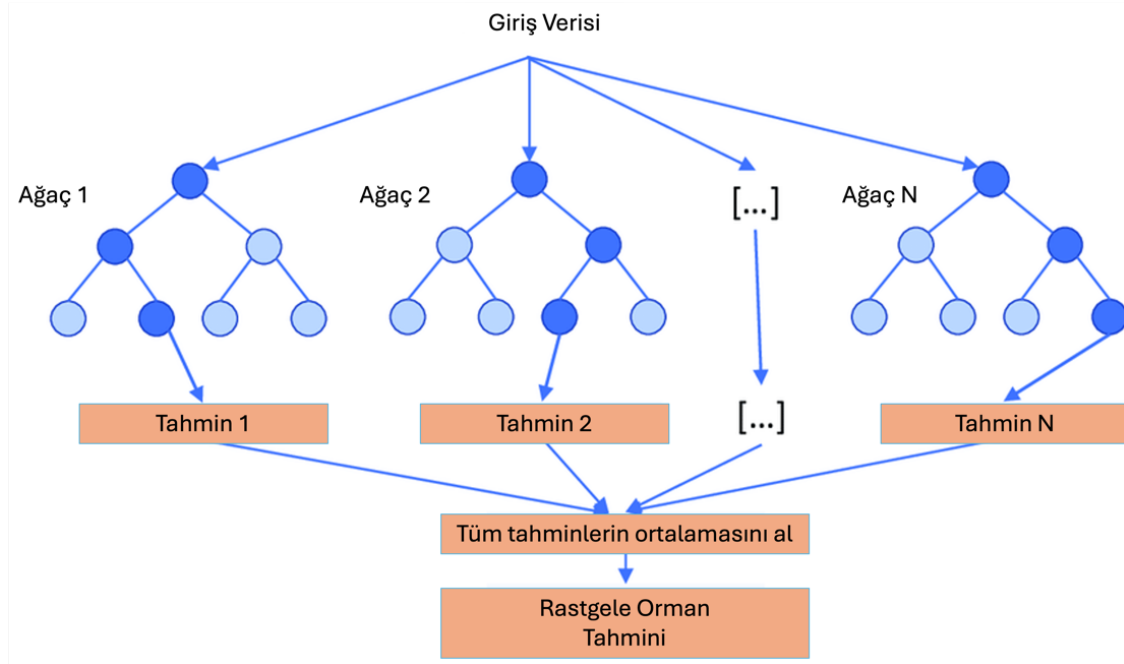 Giriş Verisi
Ağaç 1
Ağaç 2
[...]
Ağaç N
Tahmin 1
Tahmin 2
[...]
Tahmin N
Tüm tahminlerin ortalamasını al
Rastgele Orman
Tahmini